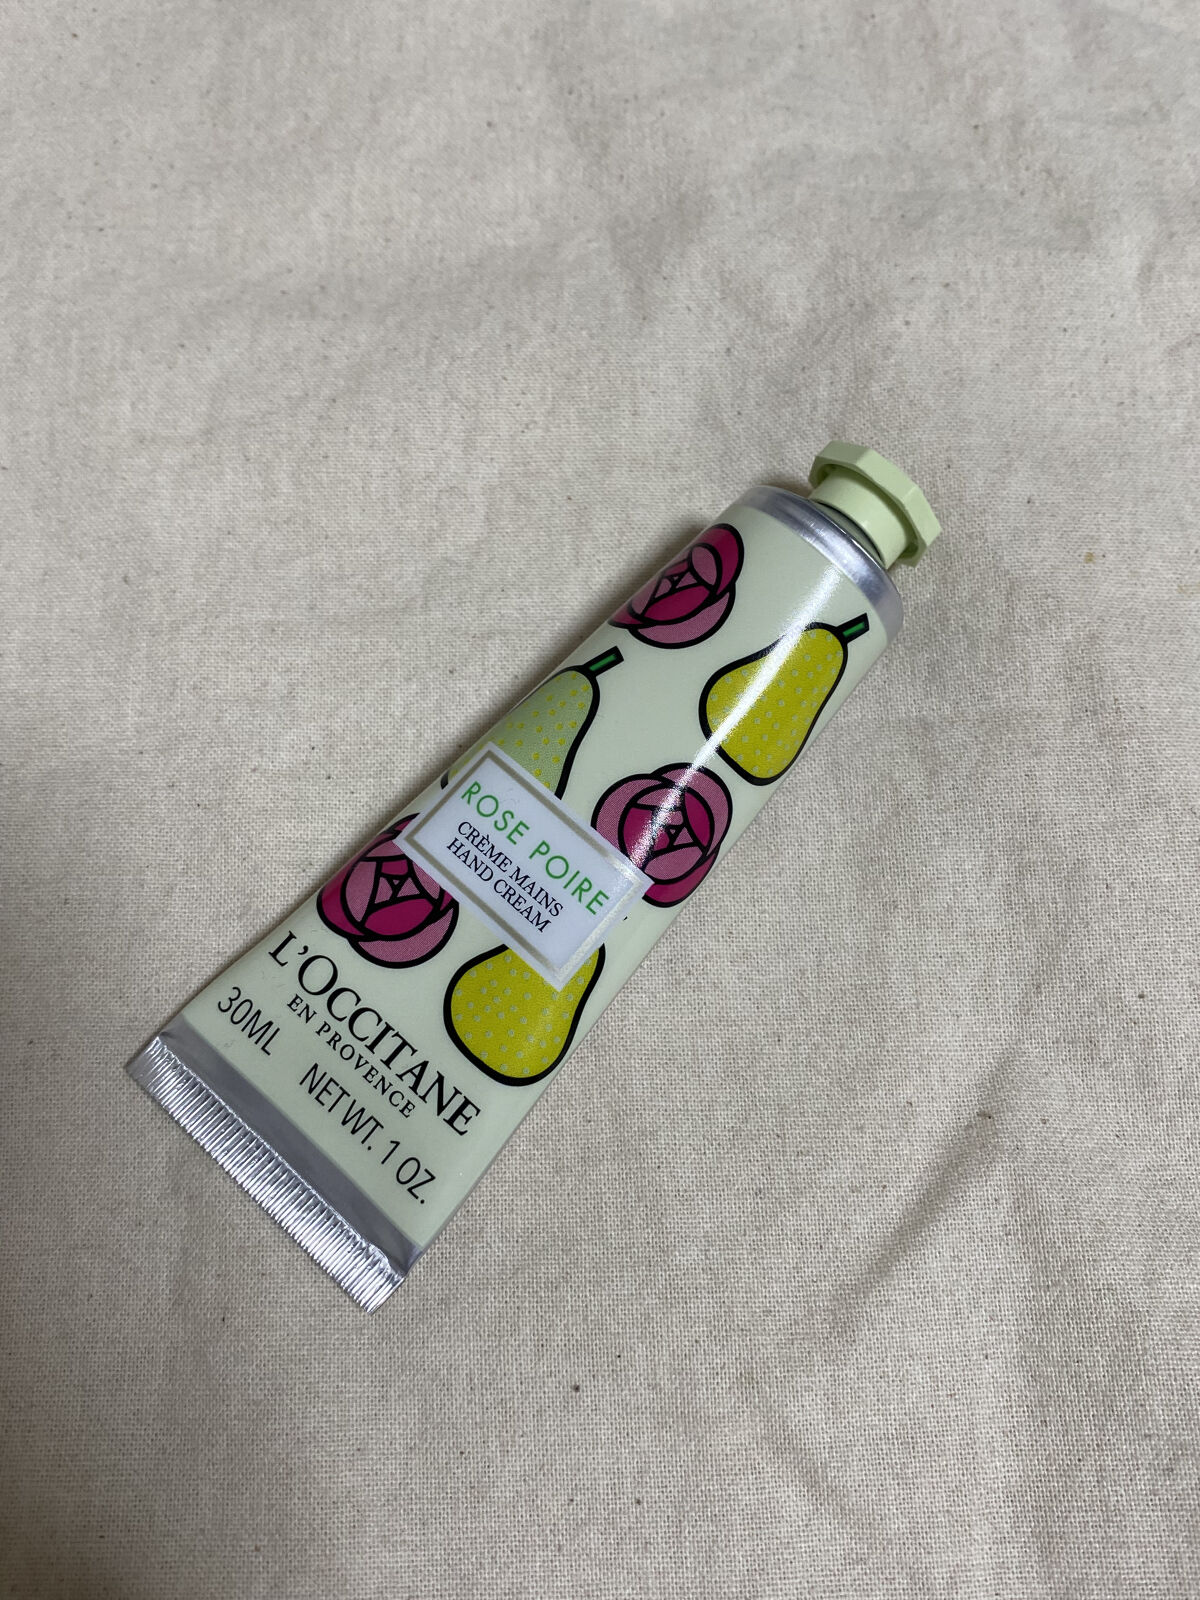 ROSE POIRE
CRÈME MAINS
HAND CREAM
L'OCCITANE
EN PROVENCE
30ML NET WT. 1 OZ.